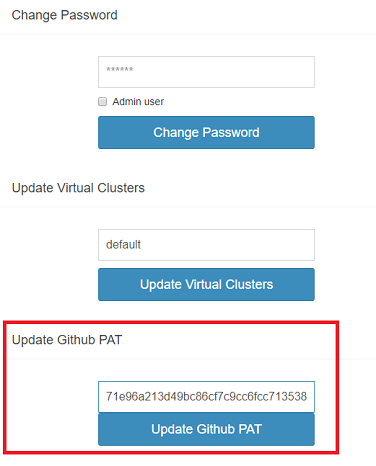 Change Password
******
Admin user
Change Password
Update Virtual Clusters
default
Update Virtual Clusters
Update Github PAT
71e96a213d49bc86cf7c9cc6fcc713538
Update Github PAT